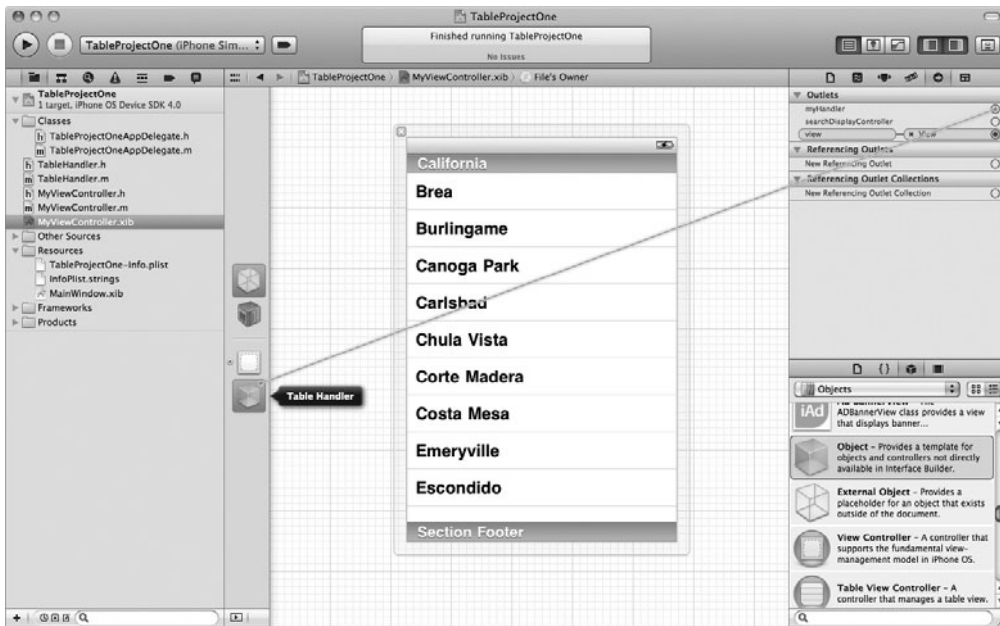 TableProjectOne
TableProjectOne (iPhone Sim...
Finished running TableProjectOne
No Issues
TableProjectOne
MyViewController.xib
File's Owner
TableProjectOne
1 target, iPhone OS Device SDK 4.0
Classes
TableProjectOneAppDelegate.h
TableProjectOneAppDelegate.m
TableHandler.h
TableHandler.m
MyViewController.h
MyViewController.m
MyViewController.xib
Other Sources
Resources
TableProjectOne-Info.plist
InfoPlist.strings
MainWindow.xib
Frameworks
Products
Table Handler
California
Brea
Burlingame
Canoga Park
Carlsbad
Chula Vista
Corte Madera
Costa Mesa
Emeryville
Escondido
Section Footer
Outlets
myHandler
searchDisplayController
view
View
Referencing Outlets
New Referencing Outlet
Referencing Outlet Collections
New Referencing Outlet Collection
Objects
iAd
ADBannerView class provides a view
that displays banner...
Object – Provides a template for
objects and controllers not directly
available in Interface Builder.
External Object – Provides a
placeholder for an object that exists
outside of the document.
View Controller – A controller that
supports the fundamental view-
management model in iPhone OS.
Table View Controller – A
controller that manages a table view.